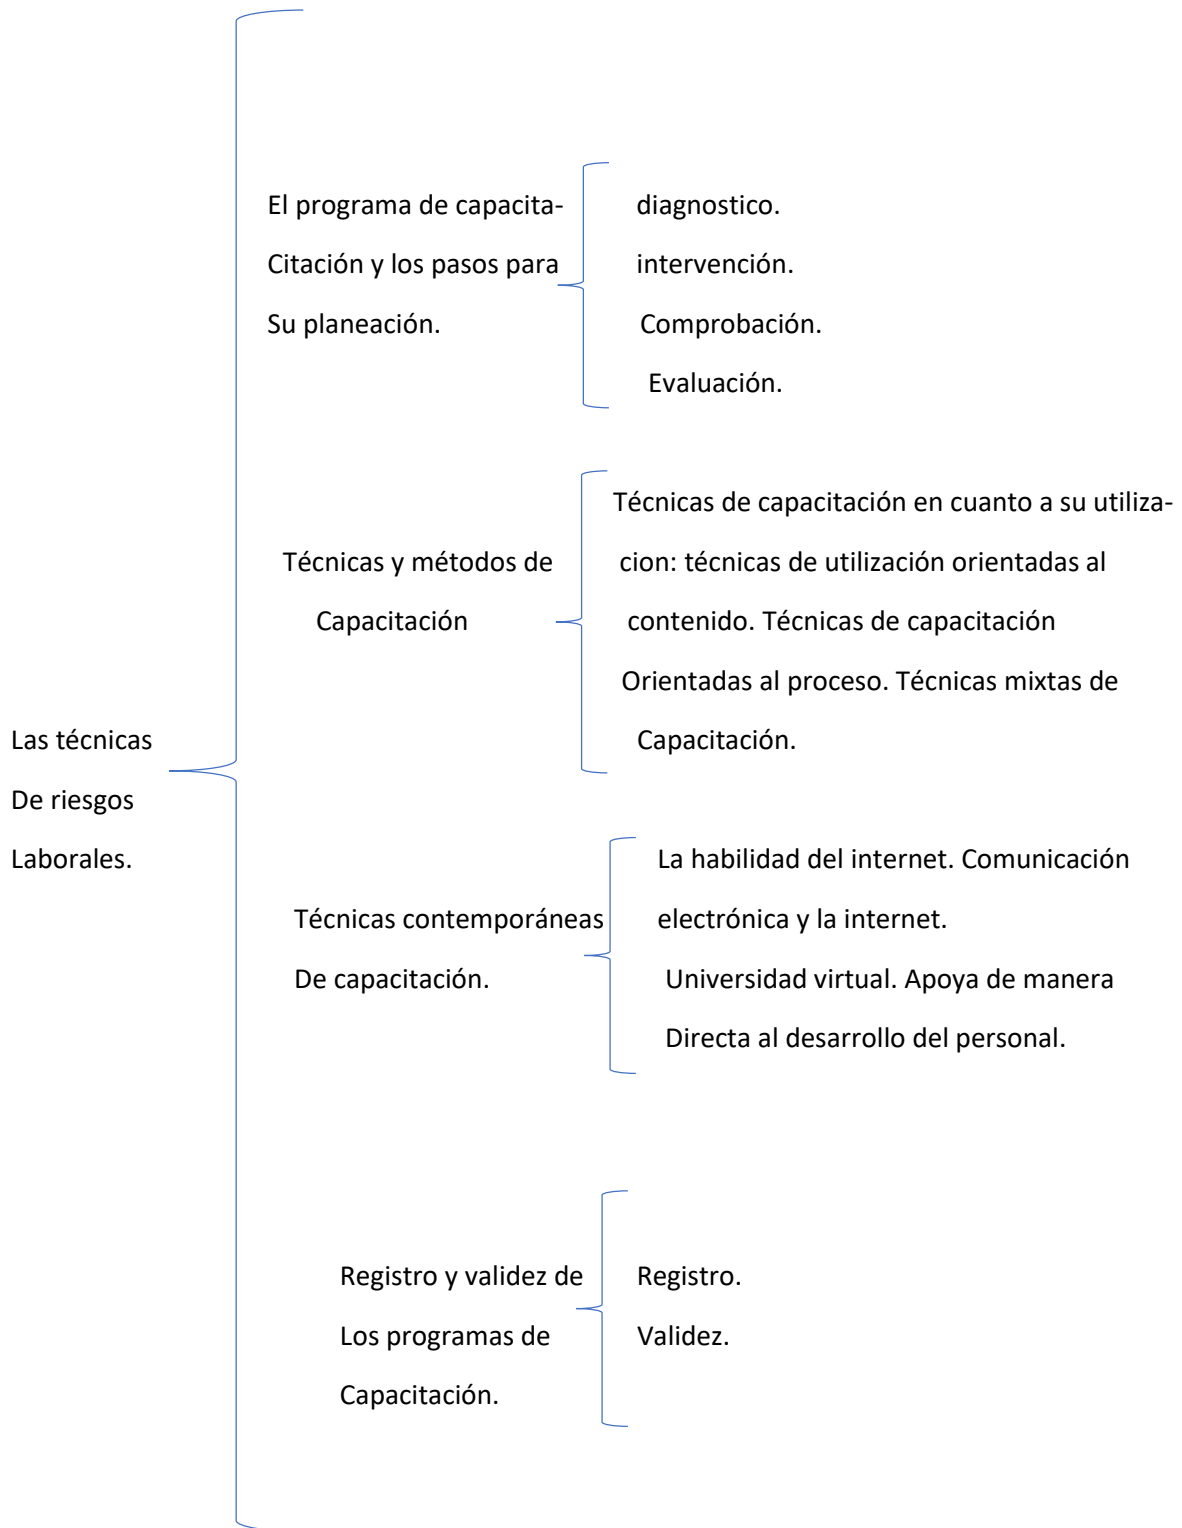 El programa de capacita-
Citación y los pasos para
Su planeación.
diagnostico.
intervención.
Comprobación.
Evaluación.
Técnicas y métodos de
Capacitación
Técnicas de capacitación en cuanto a su utiliza-
cion: técnicas de utilización orientadas al
contenido. Técnicas de capacitación
Orientadas al proceso. Técnicas mixtas de
Capacitación.
Las técnicas
De riesgos
Laborales.
Técnicas contemporáneas
De capacitación.
La habilidad del internet. Comunicación
electrónica y la internet.
Universidad virtual. Apoya de manera
Directa al desarrollo del personal.
Registro y validez de
Los programas de
Capacitación.
Registro.
Validez.